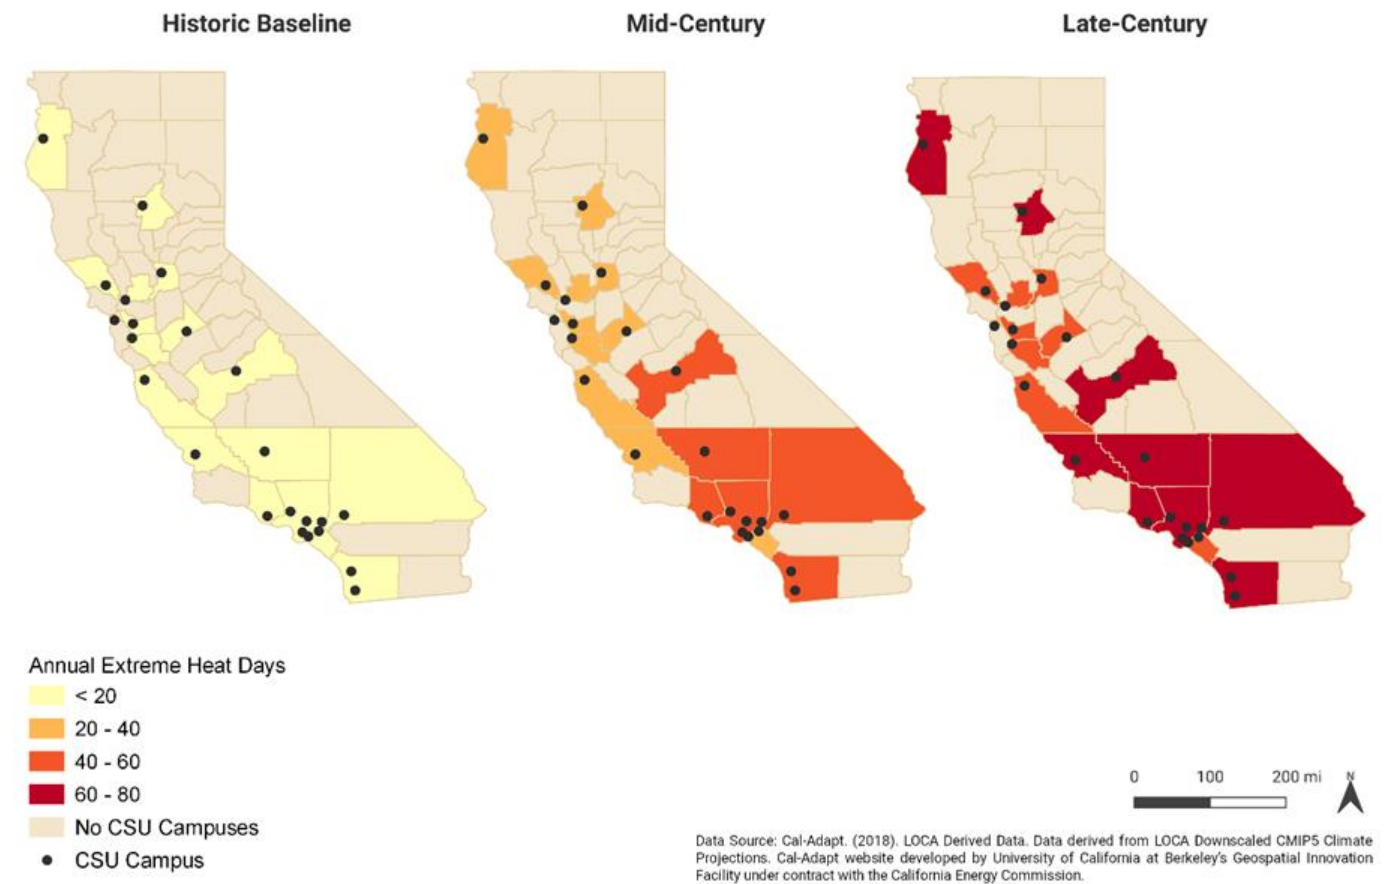 Historic Baseline
Mid-Century
Late-Century
Annual Extreme Heat Days
< 20
20 - 40
40 - 60
60 - 80
No CSU Campuses
CSU Campus
0 100 200 mi
N
Data Source: Cal-Adapt. (2018). LOCA Derived Data. Data derived from LOCA Downscaled CMIP5 Climate
Projections. Cal-Adapt website developed by University of California at Berkeley's Geospatial Innovation
Facility under contract with the California Energy Commission.